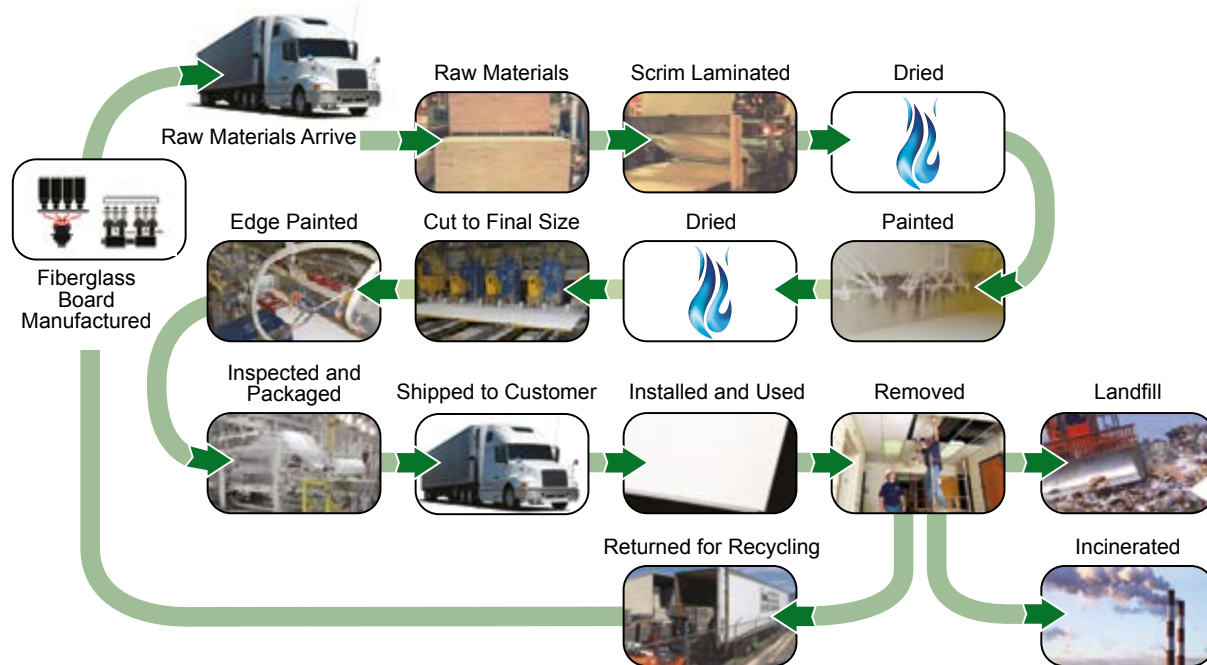 Raw Materials
Scrim Laminated
Dried
Raw Materials Arrive
Edge Painted
Cut to Final Size
Dried
Painted
Fiberglass
Board
Manufactured
Inspected and
Packaged
Shipped to Customer
Installed and Used
Removed
Landfill
Returned for Recycling
Incinerated